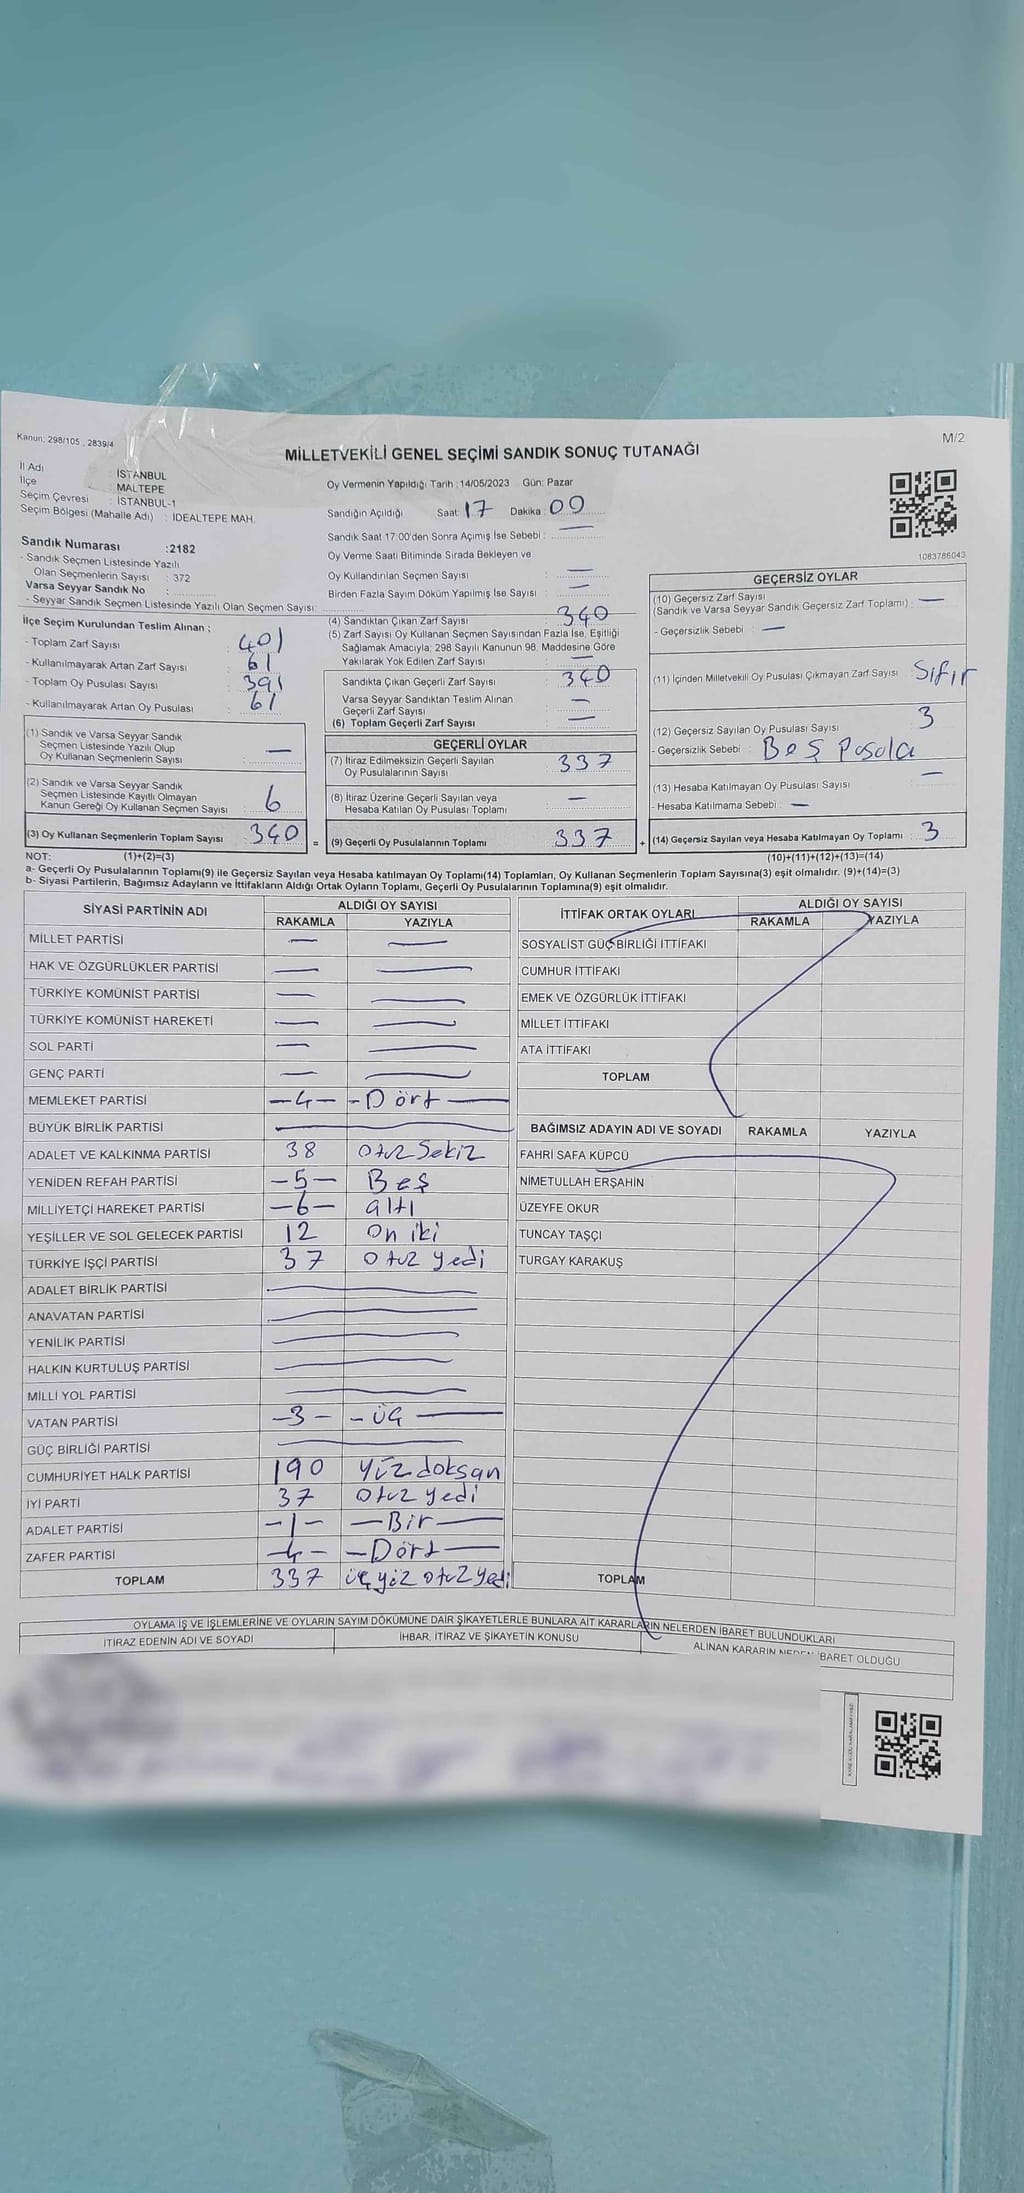 Kanun: 298/105 , 2839/4
M/2
MİLLETVEKİLİ GENEL SEÇİMİ SANDIK SONUÇ TUTANAĞI
İl Adı : İSTANBUL
İlçe : MALTEPE
Seçim Çevresi : İSTANBUL-1
Seçim Bölgesi (Mahalle Adı) : İDEALTEPE MAH.
Sandık Numarası :2182
- Sandık Seçmen Listesinde Yazılı
Olan Seçmenlerin Sayısı : 372
Varsa Seyyar Sandık No :
- Seyyar Sandık Seçmen Listesinde Yazılı Olan Seçmen Sayısı:
Oy Vermenin Yapıldığı Tarih :14/05/2023 Gün: Pazar
Sandığın Açıldığı Saat: 17 Dakika : 00
Sandık Saat 17:00'den Sonra Açımış İse Sebebi : —
Oy Verme Saati Bitiminde Sırada Bekleyen ve
Oy Kullandırılan Seçmen Sayısı —
Birden Fazla Sayım Döküm Yapılmış İse Sayısı : —
1083786043
İlçe Seçim Kurulundan Teslim Alınan ;
- Toplam Zarf Sayısı : 401
- Kullanılmayarak Artan Zarf Sayısı : 61
- Toplam Oy Pusulası Sayısı : 391
- Kullanılmayarak Artan Oy Pusulası : 61
(1) Sandık ve Varsa Seyyar Sandık
Seçmen Listesinde Yazılı Olup
Oy Kullanan Seçmenlerin Sayısı : —
(2) Sandık ve Varsa Seyyar Sandık
Seçmen Listesinde Kayıtlı Olmayan
Kanun Gereği Oy Kullanan Seçmen Sayısı : 6
(3) Oy Kullanan Seçmenlerin Toplam Sayısı : 340 =
(4) Sandıktan Çıkan Zarf Sayısı : 340
(5) Zarf Sayısı Oy Kullanan Seçmen Sayısından Fazla İse, Eşitliği
Sağlamak Amacıyla; 298 Sayılı Kanunun 98. Maddesine Göre
Yakılarak Yok Edilen Zarf Sayısı : —
Sandıkta Çıkan Geçerli Zarf Sayısı : 340
Varsa Seyyar Sandıktan Teslim Alınan
Geçerli Zarf Sayısı : —
(6) Toplam Geçerli Zarf Sayısı : —
GEÇERLİ OYLAR
(7) İtiraz Edilmeksizin Geçerli Sayılan
Oy Pusulalarının Sayısı : 337
(8) İtiraz Üzerine Geçerli Sayılan veya
Hesaba Katılan Oy Pusulası Toplamı : —
(9) Geçerli Oy Pusulalarının Toplamı : 337 +
GEÇERSİZ OYLAR
(10) Geçersiz Zarf Sayısı
(Sandık ve Varsa Seyyar Sandık Geçersiz Zarf Toplamı) : —
- Geçersizlik Sebebi : —
(11) İçinden Milletvekili Oy Pusulası Çıkmayan Zarf Sayısı : Sıfır
(12) Geçersiz Sayılan Oy Pusulası Sayısı : 3
- Geçersizlik Sebebi : Boş Pusula
(13) Hesaba Katılmayan Oy Pusulası Sayısı : —
- Hesaba Katılmama Sebebi : —
(14) Geçersiz Sayılan veya Hesaba Katılmayan Oy Toplamı : 3
NOT: (1)+(2)=(3)
(10)+(11)+(12)+(13)=(14)
a- Geçerli Oy Pusulalarının Toplamı(9) ile Geçersiz Sayılan veya Hesaba katılmayan Oy Toplamı(14) Toplamları, Oy Kullanan Seçmenlerin Toplam Sayısına(3) eşit olmalıdır. (9)+(14)=(3)
b- Siyasi Partilerin, Bağımsız Adayların ve İttifakların Aldığı Ortak Oyların Toplamı, Geçerli Oy Pusulalarının Toplamına(9) eşit olmalıdır.
SİYASİ PARTİNİN ADI ALDIĞI OY SAYISI
RAKAMLA YAZIYLA
MİLLET PARTİSİ — —
HAK VE ÖZGÜRLÜKLER PARTİSİ — —
TÜRKİYE KOMÜNİST PARTİSİ — —
TÜRKİYE KOMÜNİST HAREKETİ — —
SOL PARTİ — —
GENÇ PARTİ — —
MEMLEKET PARTİSİ —4— —Dört—
BÜYÜK BİRLİK PARTİSİ —
ADALET VE KALKINMA PARTİSİ 38 otuz Sekiz
YENİDEN REFAH PARTİSİ —5— Beş
MİLLİYETÇİ HAREKET PARTİSİ —6— altı
YEŞİLLER VE SOL GELECEK PARTİSİ 12 on iki
TÜRKİYE İŞÇİ PARTİSİ 37 otuz yedi
ADALET BİRLİK PARTİSİ —
ANAVATAN PARTİSİ —
YENİLİK PARTİSİ —
HALKIN KURTULUŞ PARTİSİ —
MİLLİ YOL PARTİSİ —
VATAN PARTİSİ —3— —üç—
GÜÇ BİRLİĞİ PARTİSİ —
CUMHURİYET HALK PARTİSİ 190 Yüz doksan
İYİ PARTİ 37 otuz yedi
ADALET PARTİSİ —1— —Bir—
ZAFER PARTİSİ —4— —Dört—
TOPLAM 337 üç yüz otuz yedi
İTTİFAK ORTAK OYLARI ALDIĞI OY SAYISI
RAKAMLA YAZIYLA
SOSYALİST GÜÇ BİRLİĞİ İTTİFAKI
CUMHUR İTTİFAKI
EMEK VE ÖZGÜRLÜK İTTİFAKI
MİLLET İTTİFAKI
ATA İTTİFAKI
TOPLAM
BAĞIMSIZ ADAYIN ADI VE SOYADI RAKAMLA YAZIYLA
FAHRİ SAFA KÜPCÜ
NİMETULLAH ERŞAHİN
ÜZEYFE OKUR
TUNCAY TAŞÇI
TURGAY KARAKUŞ
TOPLAM
OYLAMA İŞ VE İŞLEMLERİNE VE OYLARIN SAYIM DÖKÜMÜNE DAİR ŞİKAYETLERLE BUNLARA AİT KARARLARIN NELERDEN İBARET BULUNDUKLARI
İTİRAZ EDENİN ADI VE SOYADI İHBAR, İTİRAZ VE ŞİKAYETİN KONUSU ALINAN KARARIN NEDEN İBARET OLDUĞU